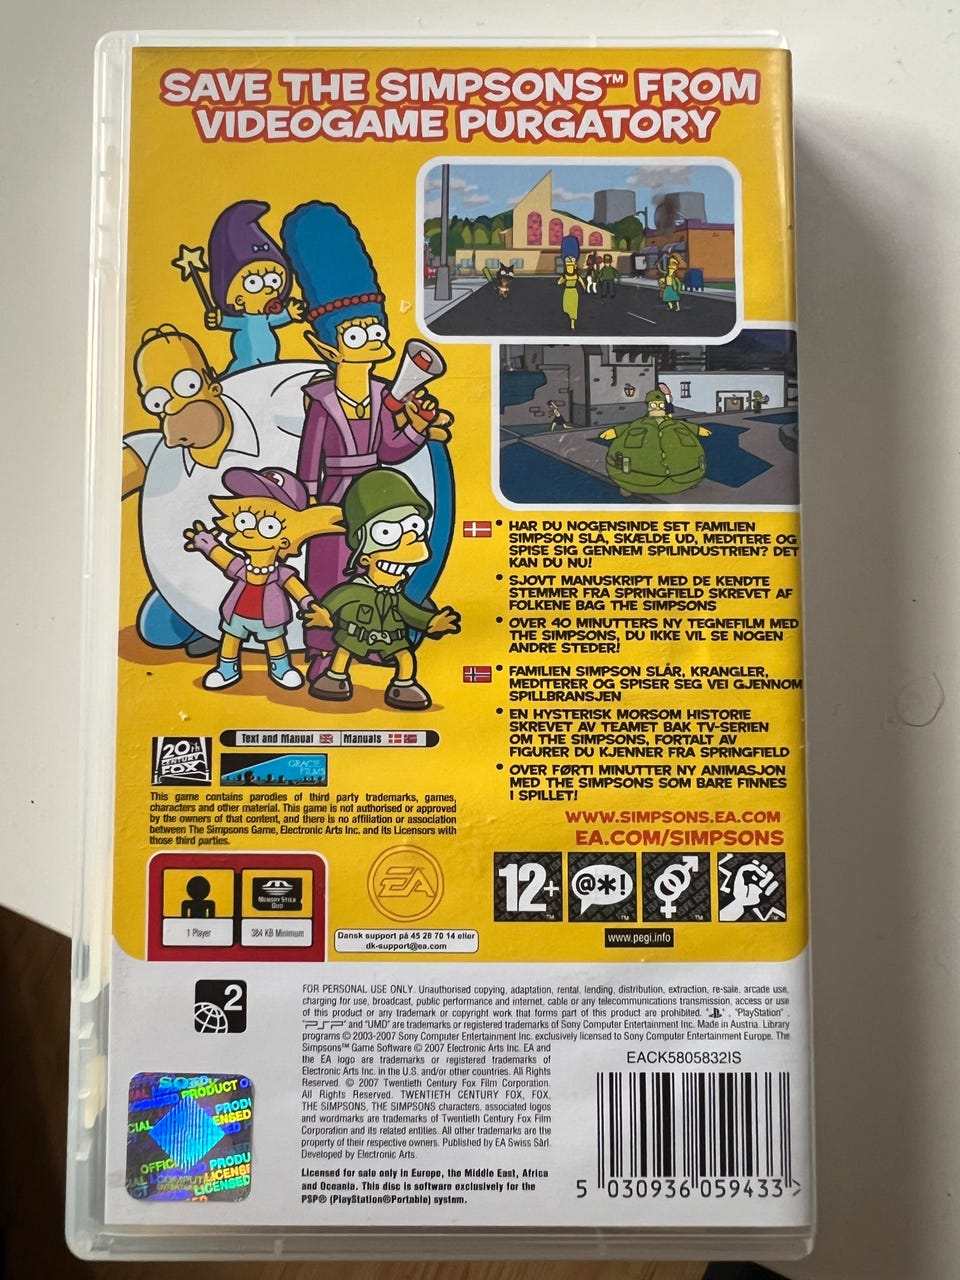 SAVE THE SIMPSONS™ FROM
VIDEOGAME PURGATORY
• HAR DU NOGENSINDE SET FAMILIEN
SIMPSON SLÅ, SKÆLDE UD, MEDITERE OG
SPISE SIG GENNEM SPILINDUSTRIEN? DET
KAN DU NU!
• SJOVT MANUSKRIPT MED DE KENDTE
STEMMER FRA SPRINGFIELD SKREVET AF
FOLKENE BAG THE SIMPSONS
• OVER 40 MINUTTERS NY TEGNEFILM MED
THE SIMPSONS, DU IKKE VIL SE NOGEN
ANDRE STEDER!
• FAMILIEN SIMPSON SLÅR, KRANGLER,
MEDITERER OG SPISER SEG VEI GJENNOM
SPILLBRANSJEN
• EN HYSTERISK MORSOM HISTORIE
SKREVET AV TEAMET BAK TV-SERIEN
OM THE SIMPSONS, FORTALT AV
FIGURER DU KJENNER FRA SPRINGFIELD
• OVER FØRTI MINUTTER NY ANIMASJON
MED THE SIMPSONS SOM BARE FINNES
I SPILLET!
WWW.SIMPSONS.EA.COM
EA.COM/SIMPSONS
Text and Manual Manuals
20th
CENTURY
FOX
GRACIE
FILMS
This game contains parodies of third party trademarks, games,
characters and other material. This game is not authorised or approved
by the owners of that content, and there is no affiliation or association
between The Simpsons Game, Electronic Arts Inc. and its Licensors with
those third parties.
1 Player
MEMORY STICK
DUO
384 KB Minimum
EA
Dansk support på 45 28 70 14 eller
dk-support@ea.com
12+
@*!
www.pegi.info
2
FOR PERSONAL USE ONLY. Unauthorised copying, adaptation, rental, lending, distribution, extraction, re-sale, arcade use,
charging for use, broadcast, public performance and internet, cable or any telecommunications transmission, access or use
of this product or any trademark or copyright work that forms part of this product are prohibited. " ", "PlayStation",
"PSP" and "UMD" are trademarks or registered trademarks of Sony Computer Entertainment Inc. Made in Austria. Library
programs © 2003-2007 Sony Computer Entertainment Inc. exclusively licensed to Sony Computer Entertainment Europe. The
Simpsons™ Game Software © 2007 Electronic Arts Inc. EA and
the EA logo are trademarks or registered trademarks of
Electronic Arts Inc. in the U.S. and/or other countries. All Rights
Reserved. © 2007 Twentieth Century Fox Film Corporation.
All Rights Reserved. TWENTIETH CENTURY FOX, FOX,
THE SIMPSONS, THE SIMPSONS characters, associated logos
and wordmarks are trademarks of Twentieth Century Fox Film
Corporation and its related entities. All other trademarks are the
property of their respective owners. Published by EA Swiss Sàrl.
Developed by Electronic Arts.
Licensed for sale only in Europe, the Middle East, Africa
and Oceania. This disc is software exclusively for the
PSP® (PlayStation®Portable) system.
EACK5805832IS
5 030936 059433 >